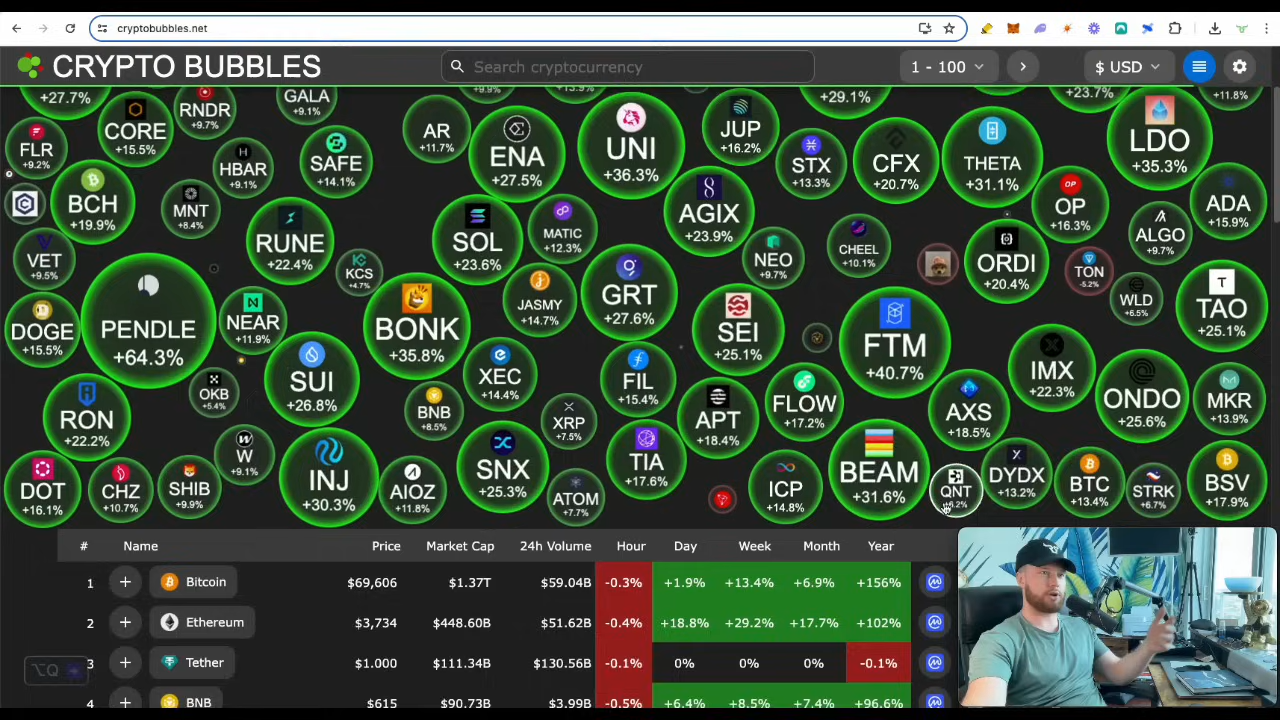 cryptobubbles.net
CRYPTO BUBBLES
Search cryptocurrency
1 - 100
$ USD
+27.7%
CORE
+15.5%
RNDR
+9.7%
GALA
+9.1%
AR
+11.7%
+9.9%
+13.9%
+29.1%
+23.7%
+11.8%
FLR
+9.2%
HBAR
+9.1%
SAFE
+14.1%
ENA
+27.5%
UNI
+36.3%
JUP
+16.2%
STX
+13.3%
CFX
+20.7%
THETA
+31.1%
LDO
+35.3%
BCH
+19.9%
MNT
+8.4%
RUNE
+22.4%
SOL
+23.6%
MATIC
+12.3%
AGIX
+23.9%
NEO
+9.7%
CHEEL
+10.1%
ORDI
+20.4%
OP
+16.3%
TON
-5.2%
ALGO
+9.7%
ADA
+15.9%
VET
+9.5%
KCS
+4.7%
WLD
+6.5%
TAO
+25.1%
DOGE
+15.5%
PENDLE
+64.3%
NEAR
+11.9%
BONK
+35.8%
JASMY
+14.7%
GRT
+27.6%
SEI
+25.1%
FTM
+40.7%
IMX
+22.3%
ONDO
+25.6%
MKR
+13.9%
RON
+22.2%
OKB
+5.4%
SUI
+26.8%
BNB
+8.5%
XEC
+14.4%
XRP
+7.5%
FIL
+15.4%
APT
+18.4%
FLOW
+17.2%
AXS
+18.5%
DOT
+16.1%
CHZ
+10.7%
SHIB
+9.9%
W
+9.1%
INJ
+30.3%
AIOZ
+11.8%
SNX
+25.3%
ATOM
+7.7%
TIA
+17.6%
ICP
+14.8%
BEAM
+31.6%
QNT
DYDX
+13.2%
BTC
+13.4%
STRK
+6.7%
BSV
+17.9%
# Name Price Market Cap 24h Volume Hour Day Week Month Year
1 + Bitcoin $69,606 $1.37T $59.04B -0.3% +1.9% +13.4% +6.9% +156%
2 + Ethereum $3,734 $448.60B $51.62B -0.4% +18.8% +29.2% +17.7% +102%
3 + Tether $1.000 $111.34B $130.56B -0.1% 0% 0% 0% -0.1%
4 + BNB $615 $90.73B $3.99B -0.5% +6.4% +8.5% +7.4% +96.6%
⌥Q